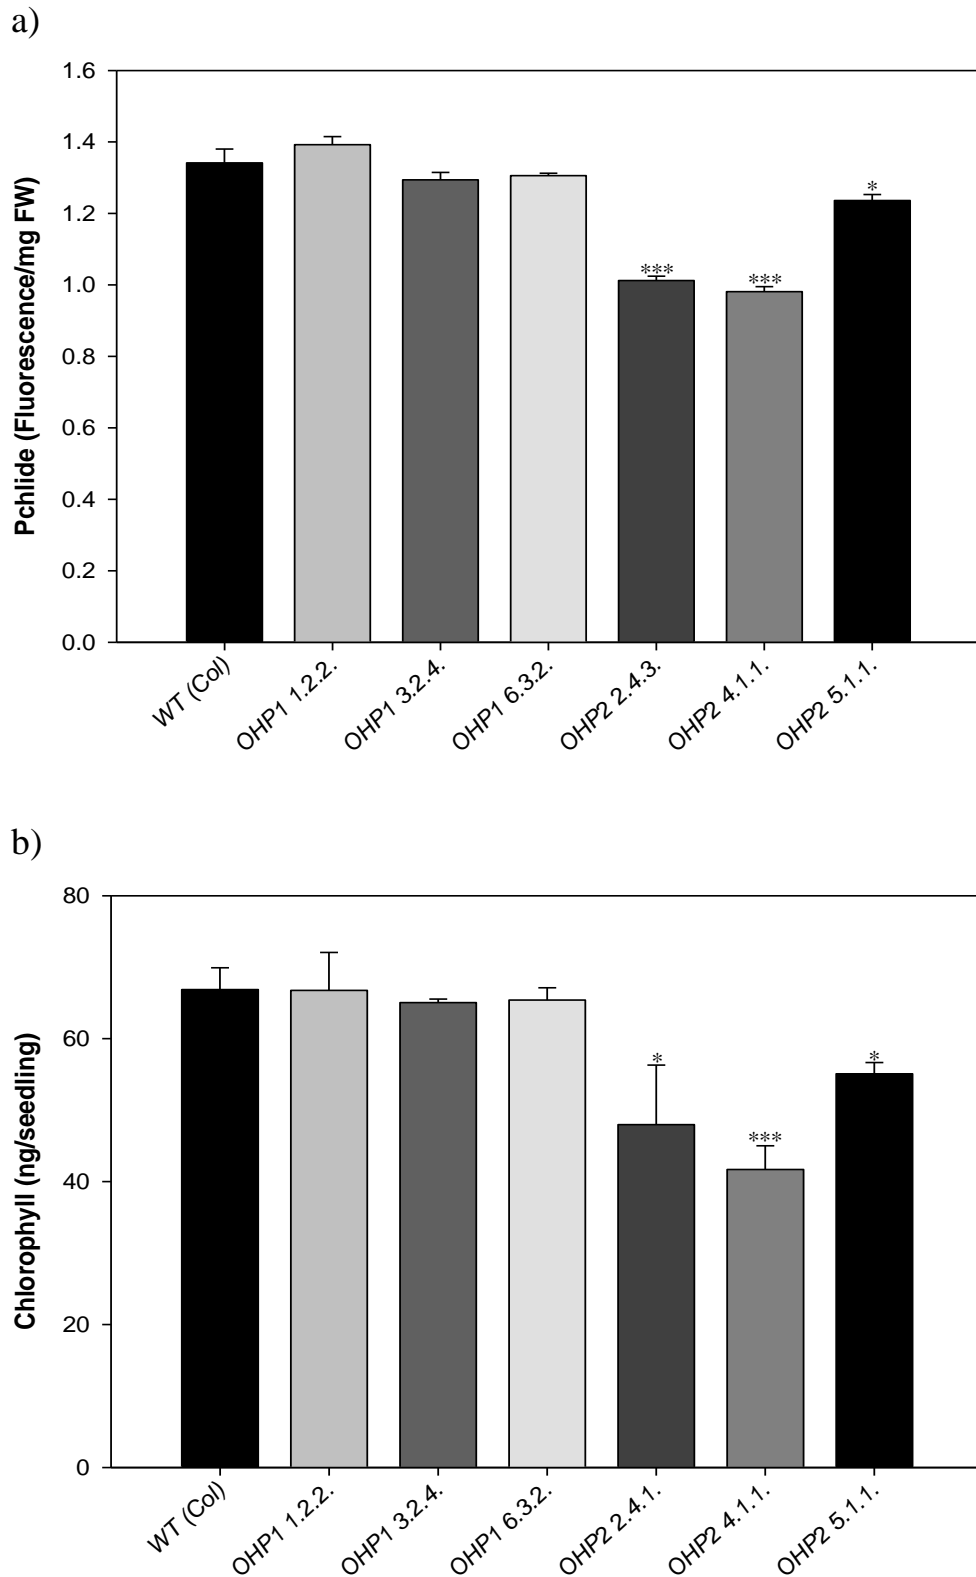 a)
1.6
1.4
1.2
1.0
0.8
0.6
0.4
0.2
0.0
Pchlide (Fluorescence/mg FW)
***
***
*
WT (Col)
OHP1 1.2.2.
OHP1 3.2.4.
OHP1 6.3.2.
OHP2 2.4.3.
OHP2 4.1.1.
OHP2 5.1.1.
b)
80
60
40
20
0
Chlorophyll (ng/seedling)
*
***
*
WT (Col)
OHP1 1.2.2.
OHP1 3.2.4.
OHP1 6.3.2.
OHP2 2.4.1.
OHP2 4.1.1.
OHP2 5.1.1.